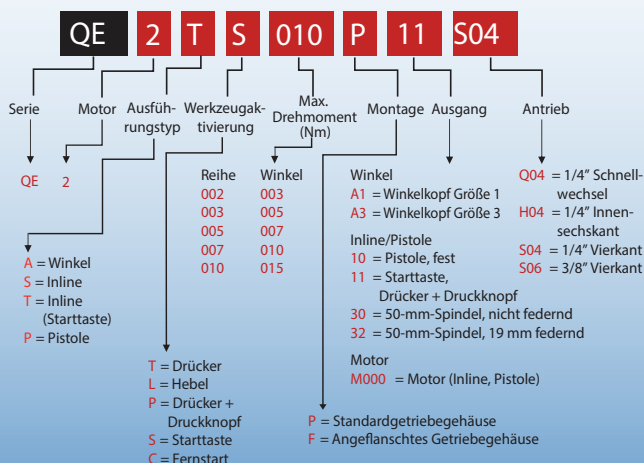 QE 2 T S 010 P 11 S04
Serie
Motor
Ausfüh-
rungstyp
Werkzeugak-
tivierung
Max.
Drehmoment
(Nm)
Montage
Ausgang
Antrieb
QE
2
A = Winkel
S = Inline
T = Inline
(Starttaste)
P = Pistole
T = Drücker
L = Hebel
P = Drücker +
Druckknopf
S = Starttaste
C = Fernstart
Reihe
002
003
005
007
010
Winkel
003
005
007
010
015
P = Standardgetriebegehäuse
F = Angeflanschtes Getriebegehäuse
Winkel
A1 = Winkelkopf Größe 1
A3 = Winkelkopf Größe 3
Inline/Pistole
10 = Pistole, fest
11 = Starttaste,
Drücker + Druckknopf
30 = 50-mm-Spindel, nicht federnd
32 = 50-mm-Spindel, 19 mm federnd
Motor
M000 = Motor (Inline, Pistole)
Q04 = 1/4" Schnell-
wechsel
H04 = 1/4" Innen-
sechskant
S04 = 1/4" Vierkant
S06 = 3/8" Vierkant